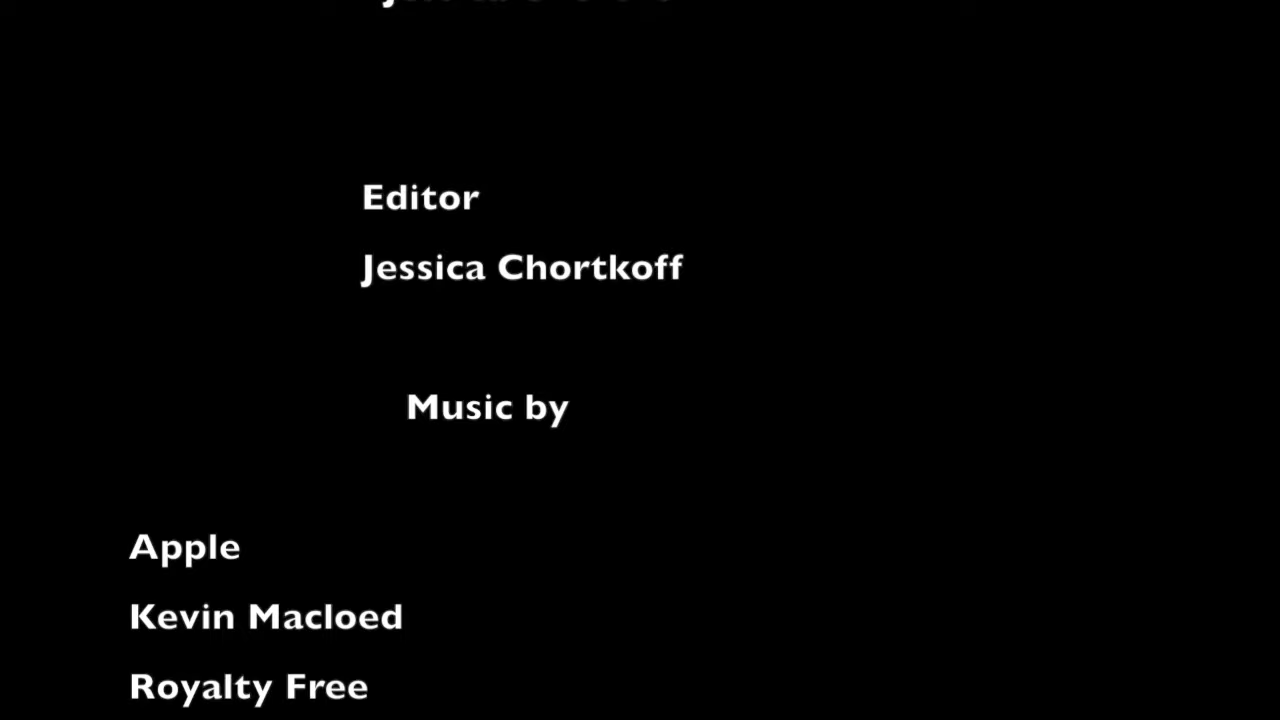 Editor
Jessica Chortkoff
Music by
Apple
Kevin Macloed
Royalty Free